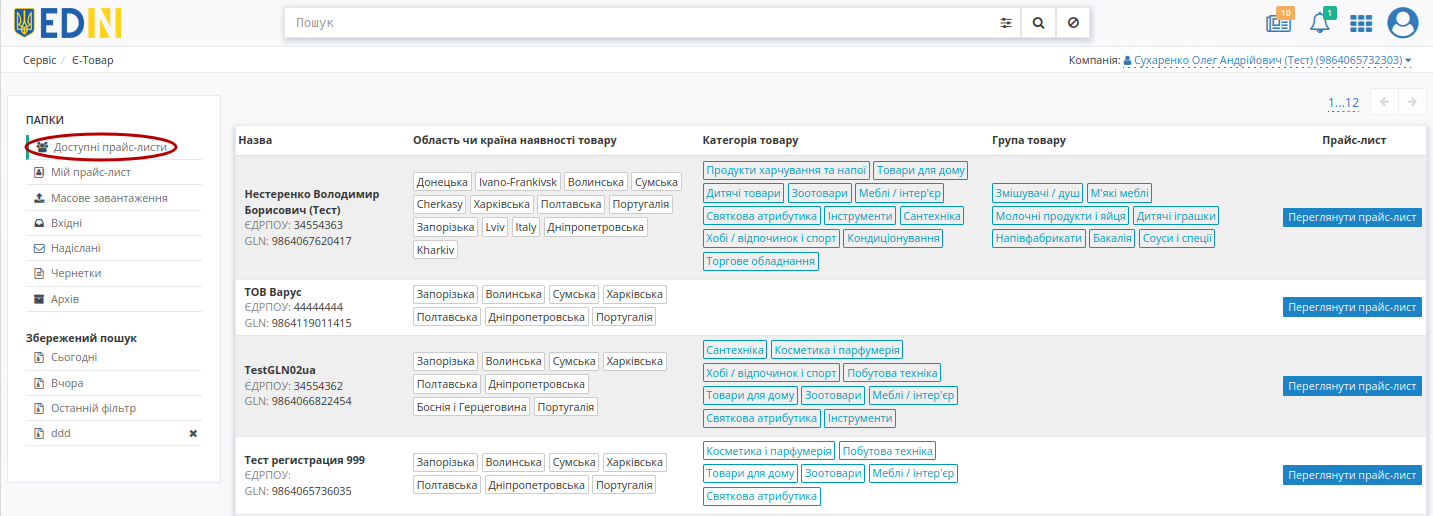 EDIN
Пошук
10
1
Сервіс / Є-Товар
Компанія: Сухаренко Олег Андрійович (Тест) (9864065732303)
ПАПКИ
Доступні прайс-листи
Мій прайс-лист
Масове завантаження
Вхідні
Надіслані
Чернетки
Архів
Збережений пошук
Сьогодні
Вчора
Останній фільтр
ddd
1...12
Назва Область чи країна наявності товару Категорія товару Група товару Прайс-лист
Нестеренко Володимир
Борисович (Тест)
ЄДРПОУ: 34554363
GLN: 9864067620417
Донецька Ivano-Frankivsk Волинська Сумська
Cherkasy Харківська Полтавська Португалія
Запорізька Lviv Italy Дніпропетровська
Kharkiv
Продукти харчування та напої Товари для дому
Дитячі товари Зоотовари Меблі / інтер'єр
Святкова атрибутика Інструменти Сантехніка
Хобі / відпочинок і спорт Кондиціонування
Торгове обладнання
Змішувачі / душ М'які меблі
Молочні продукти і яйця Дитячі іграшки
Напівфабрикати Бакалія Соуси і спеції
Переглянути прайс-лист
ТОВ Варус
ЄДРПОУ: 44444444
GLN: 9864119011415
Запорізька Волинська Сумська Харківська
Полтавська Дніпропетровська Португалія
Переглянути прайс-лист
TestGLN02ua
ЄДРПОУ: 34554362
GLN: 9864066822454
Запорізька Волинська Сумська Харківська
Полтавська Дніпропетровська
Боснія і Герцеговина Португалія
Сантехніка Косметика і парфумерія
Хобі / відпочинок і спорт Побутова техніка
Товари для дому Зоотовари Меблі / інтер'єр
Святкова атрибутика Інструменти
Переглянути прайс-лист
Тест регистрация 999
ЄДРПОУ:
GLN: 9864065736035
Запорізька Волинська Сумська Харківська
Полтавська Дніпропетровська Португалія
Косметика і парфумерія Побутова техніка
Товари для дому Зоотовари Меблі / інтер'єр
Святкова атрибутика
Переглянути прайс-лист